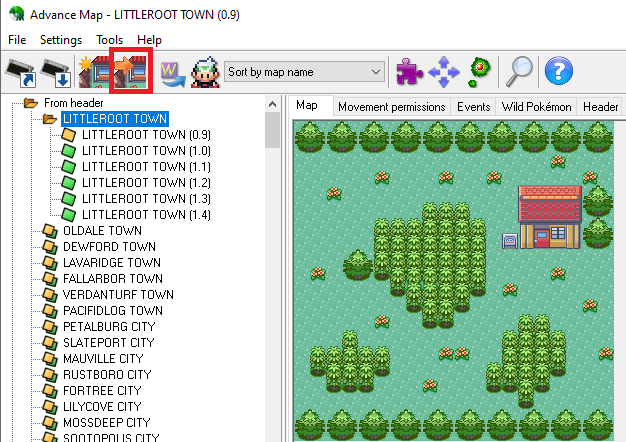 Advance Map - LITTLEROOT TOWN (0.9)
File Settings Tools Help
Sort by map name
From header
LITTLEROOT TOWN
LITTLEROOT TOWN (0.9)
LITTLEROOT TOWN (1.0)
LITTLEROOT TOWN (1.1)
LITTLEROOT TOWN (1.2)
LITTLEROOT TOWN (1.3)
LITTLEROOT TOWN (1.4)
OLDALE TOWN
DEWFORD TOWN
LAVARIDGE TOWN
FALLARBOR TOWN
VERDANTURF TOWN
PACIFIDLOG TOWN
PETALBURG CITY
SLATEPORT CITY
MAUVILLE CITY
RUSTBORO CITY
FORTREE CITY
LILYCOVE CITY
MOSSDEEP CITY
SOOTOPOLIS CITY
Map Movement permissions Events Wild Pokémon Header